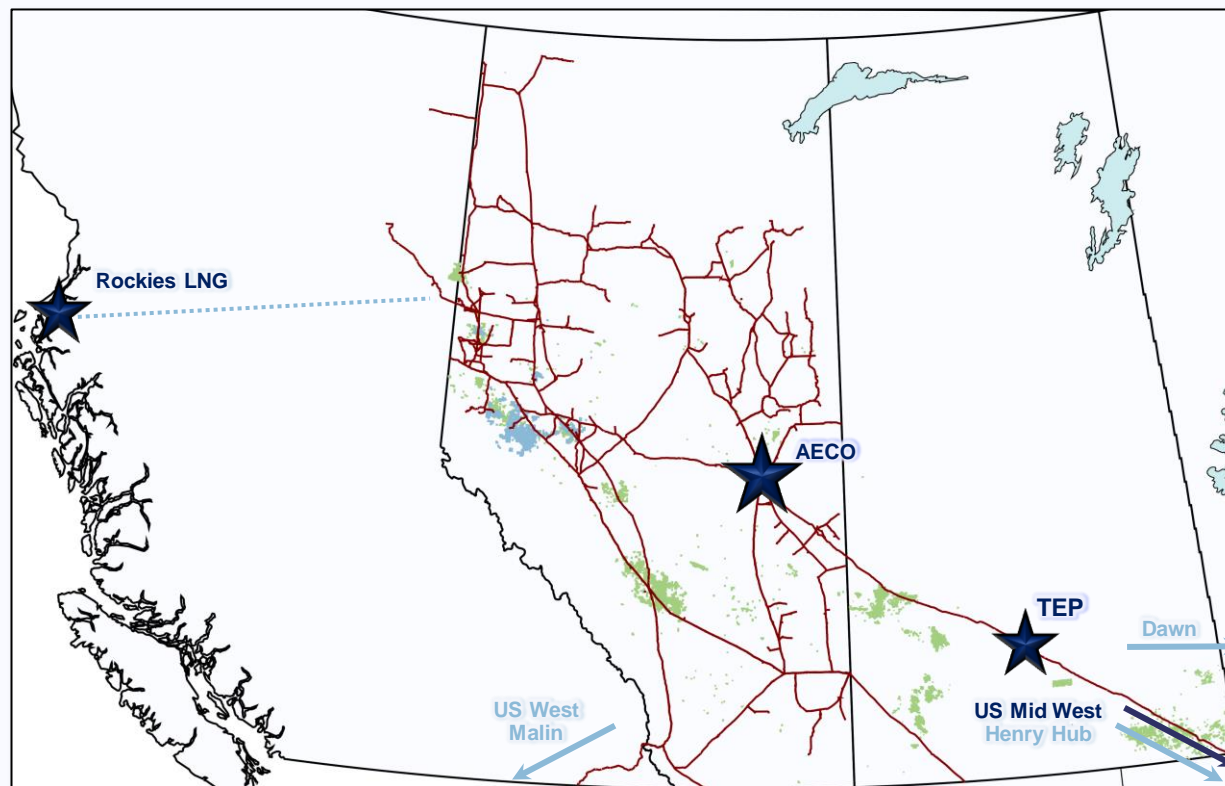 Rockies LNG
AECO
TEP
Dawn
US West
Malin
US Mid West
Henry Hub